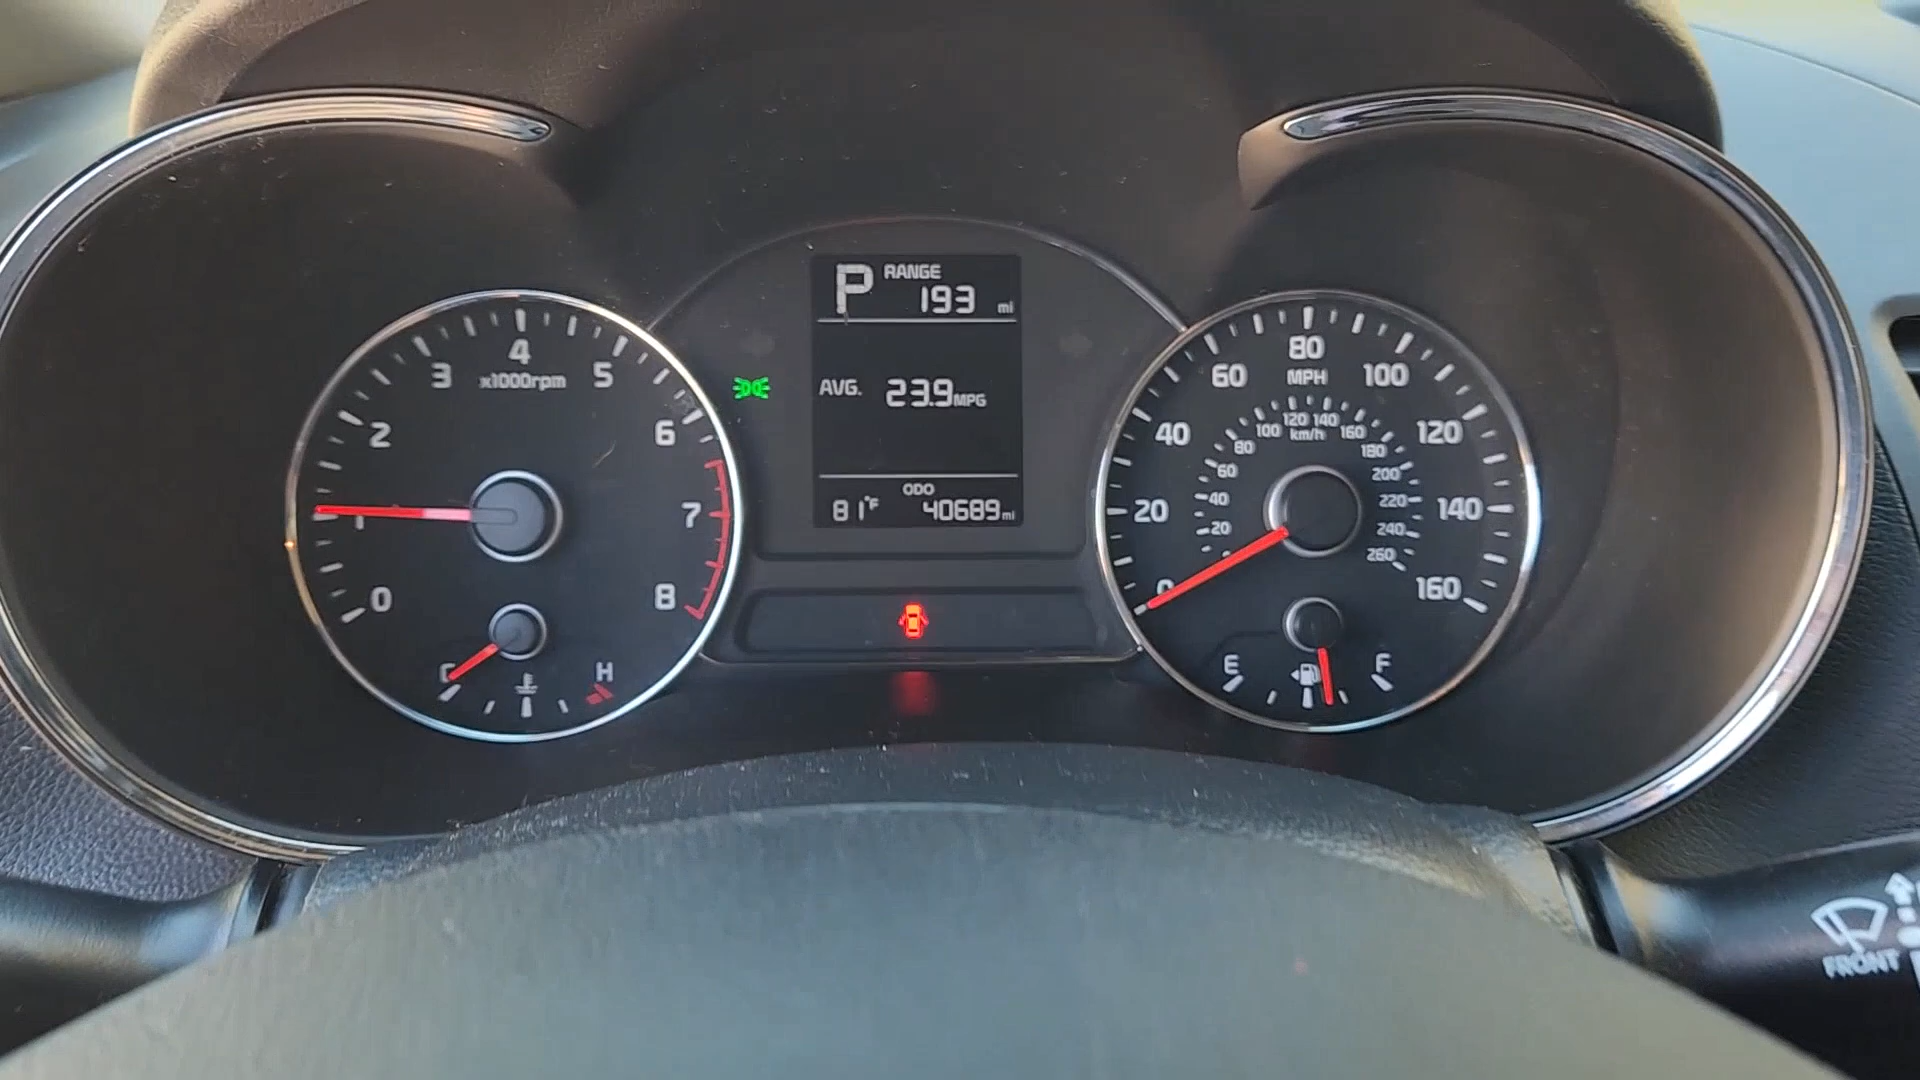 P RANGE
193 mi
AVG. 23.9 MPG
ODO
81°F 40689 mi
0 1 2 3 4 5 6 7 8
x1000rpm
C H
0 20 40 60 80 100 120 140 160
MPH
20 40 60 80 100 120 140 160 180 200 220 240 260
km/h
E F
FRONT